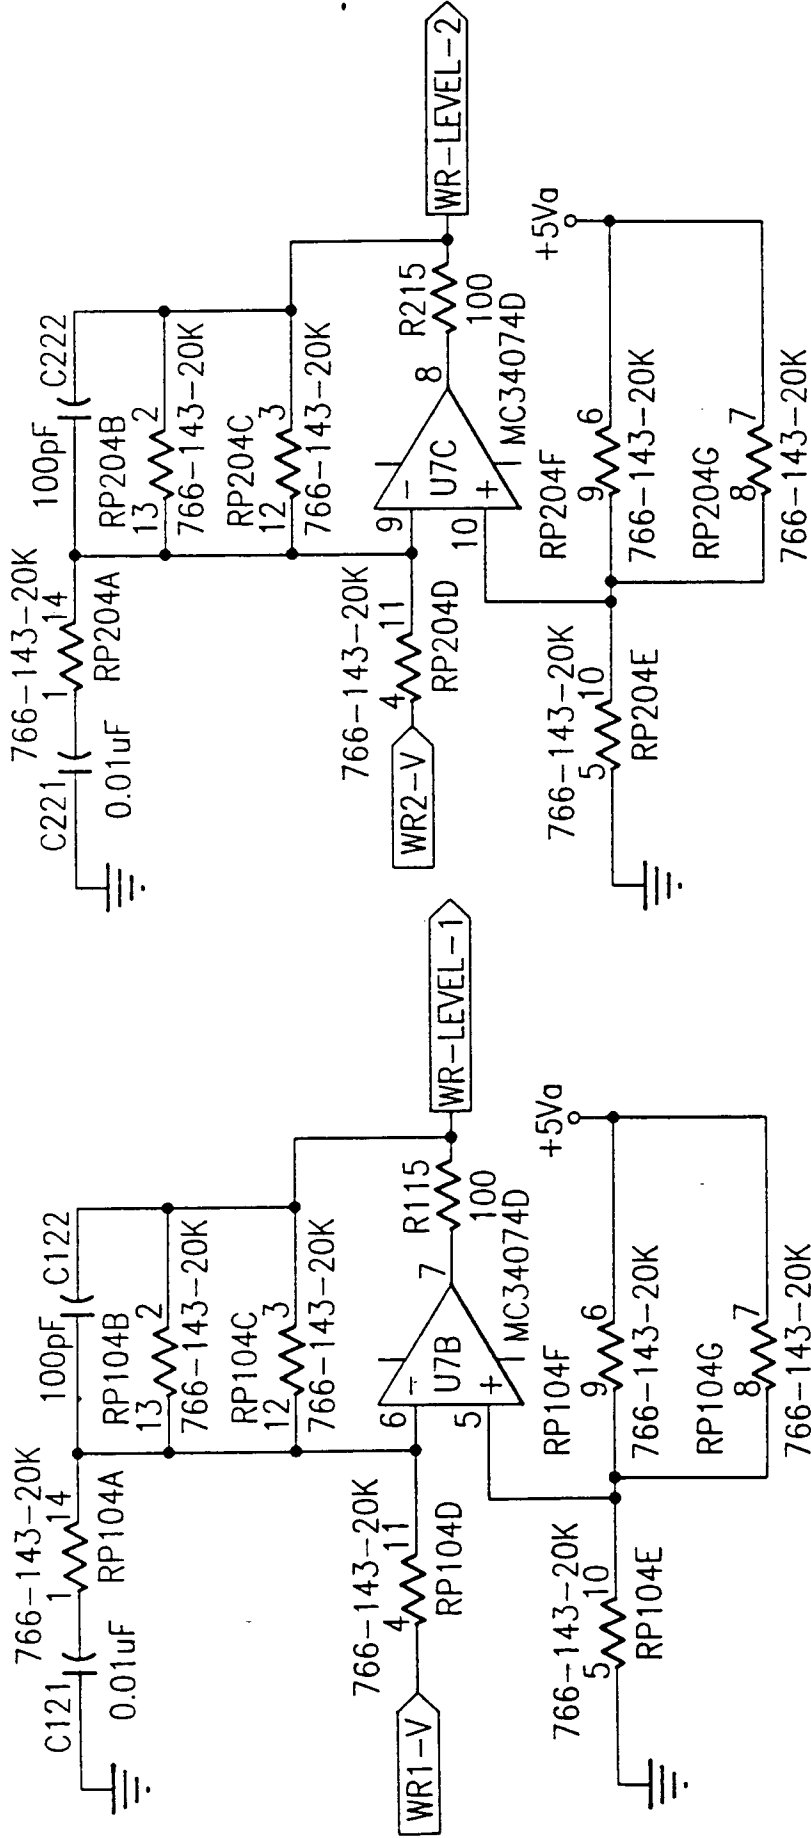 C121
0.01uF
766-143-20K
1
14
RP104A
100pF
C122
RP104B
13
2
766-143-20K
RP104C
12
3
766-143-20K
WR1-V
766-143-20K
4
11
RP104D
6
5
-
+
U7B
7
MC34074D
R115
100
WR-LEVEL-1
766-143-20K
5
10
RP104E
RP104F
9
6
766-143-20K
RP104G
8
7
766-143-20K
+5Va
C221
0.01uF
766-143-20K
1
14
RP204A
100pF
C222
RP204B
13
2
766-143-20K
RP204C
12
3
766-143-20K
WR2-V
766-143-20K
4
11
RP204D
9
10
-
+
U7C
8
MC34074D
R215
100
WR-LEVEL-2
766-143-20K
5
10
RP204E
RP204F
9
6
766-143-20K
RP204G
8
7
766-143-20K
+5Va